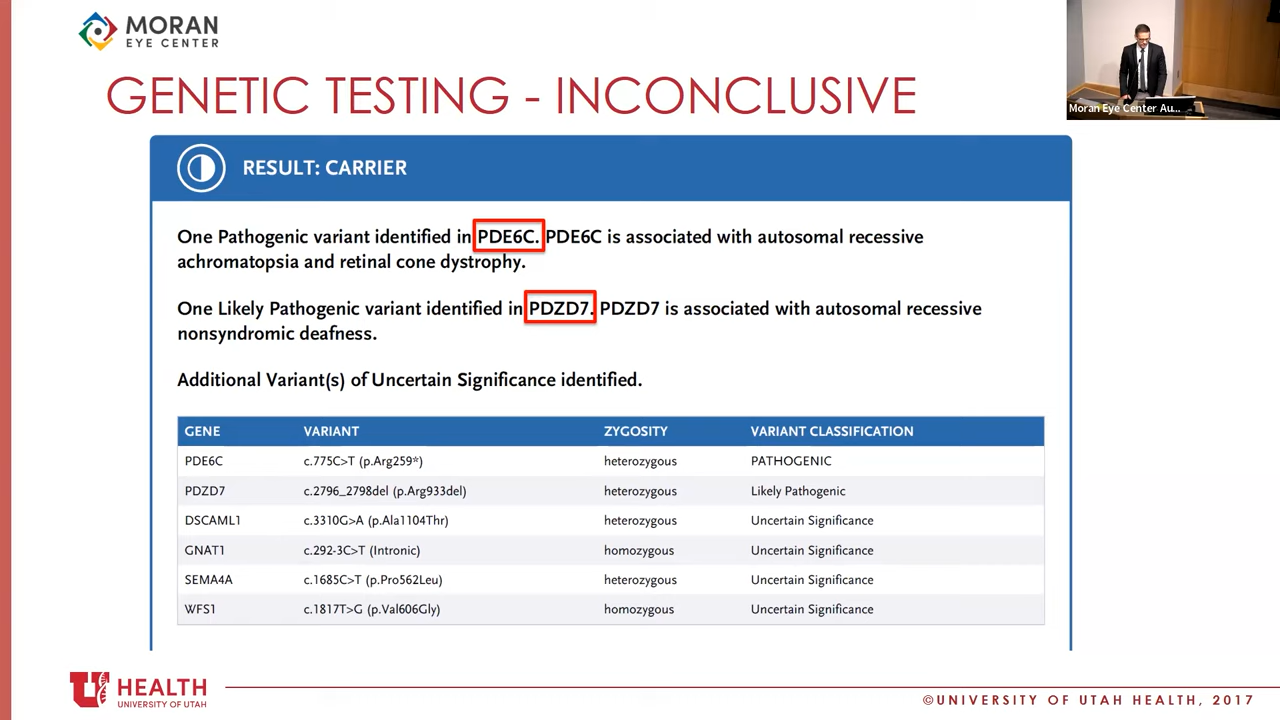 MORAN
EYE CENTER
Moran Eye Center Au...
GENETIC TESTING - INCONCLUSIVE
RESULT: CARRIER
One Pathogenic variant identified in PDE6C. PDE6C is associated with autosomal recessive
achromatopsia and retinal cone dystrophy.
One Likely Pathogenic variant identified in PDZD7. PDZD7 is associated with autosomal recessive
nonsyndromic deafness.
Additional Variant(s) of Uncertain Significance identified.
GENE VARIANT ZYGOSITY VARIANT CLASSIFICATION
PDE6C c.775C>T (p.Arg259*) heterozygous PATHOGENIC
PDZD7 c.2796_2798del (p.Arg933del) heterozygous Likely Pathogenic
DSCAML1 c.3310G>A (p.Ala1104Thr) heterozygous Uncertain Significance
GNAT1 c.292-3C>T (Intronic) homozygous Uncertain Significance
SEMA4A c.1685C>T (p.Pro562Leu) heterozygous Uncertain Significance
WFS1 c.1817T>G (p.Val606Gly) homozygous Uncertain Significance
U HEALTH
UNIVERSITY OF UTAH
©UNIVERSITY OF UTAH HEALTH, 2017